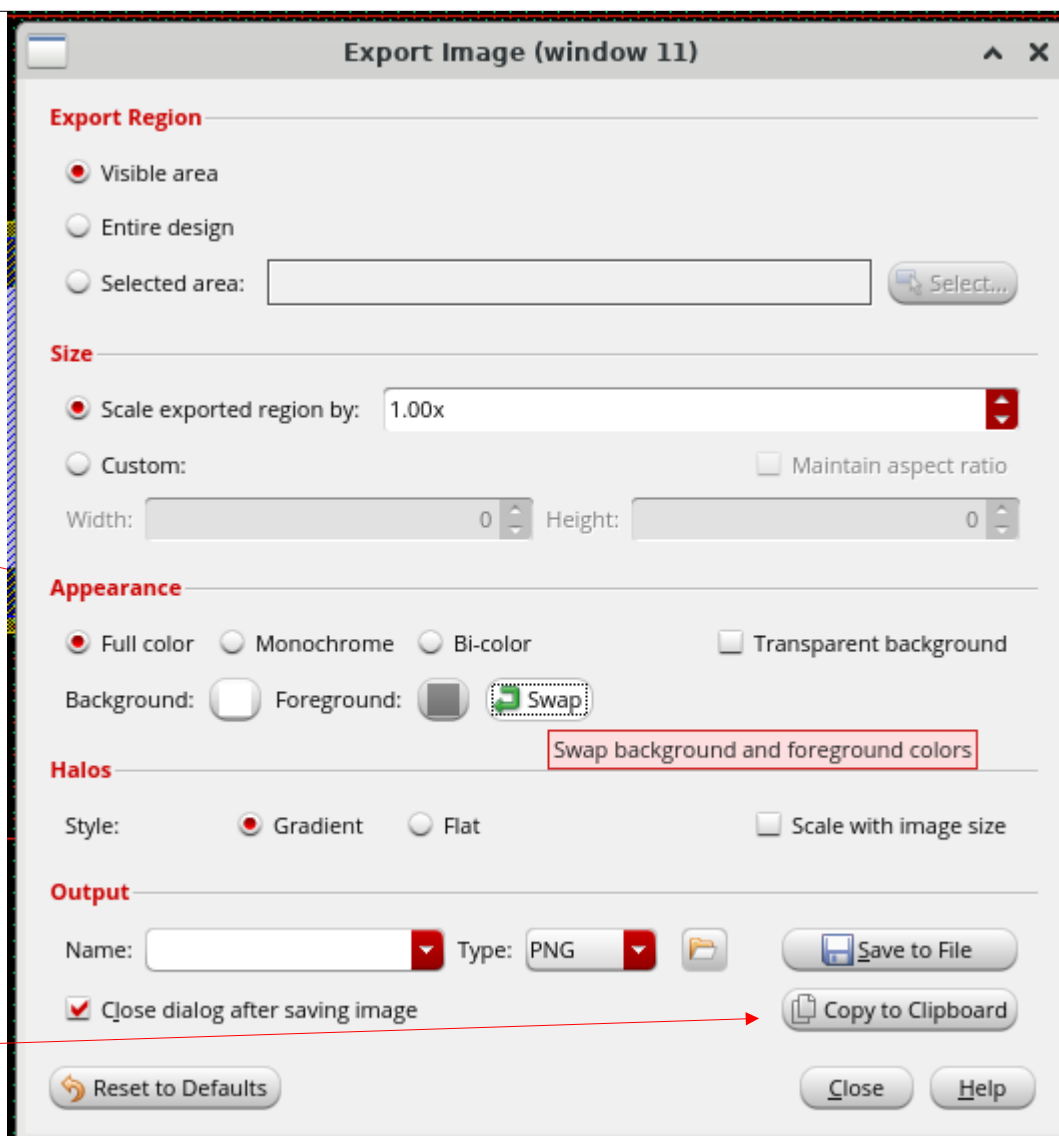 Export Image (window 11)
Export Region
Visible area
Entire design
Selected area:
Select...
Size
Scale exported region by: 1.00x
Custom:
Maintain aspect ratio
Width: 0 Height: 0
Appearance
Full color Monochrome Bi-color Transparent background
Background: Foreground: Swap
Swap background and foreground colors
Halos
Style: Gradient Flat Scale with image size
Output
Name: Type: PNG Save to File
Close dialog after saving image Copy to Clipboard
Reset to Defaults Close Help